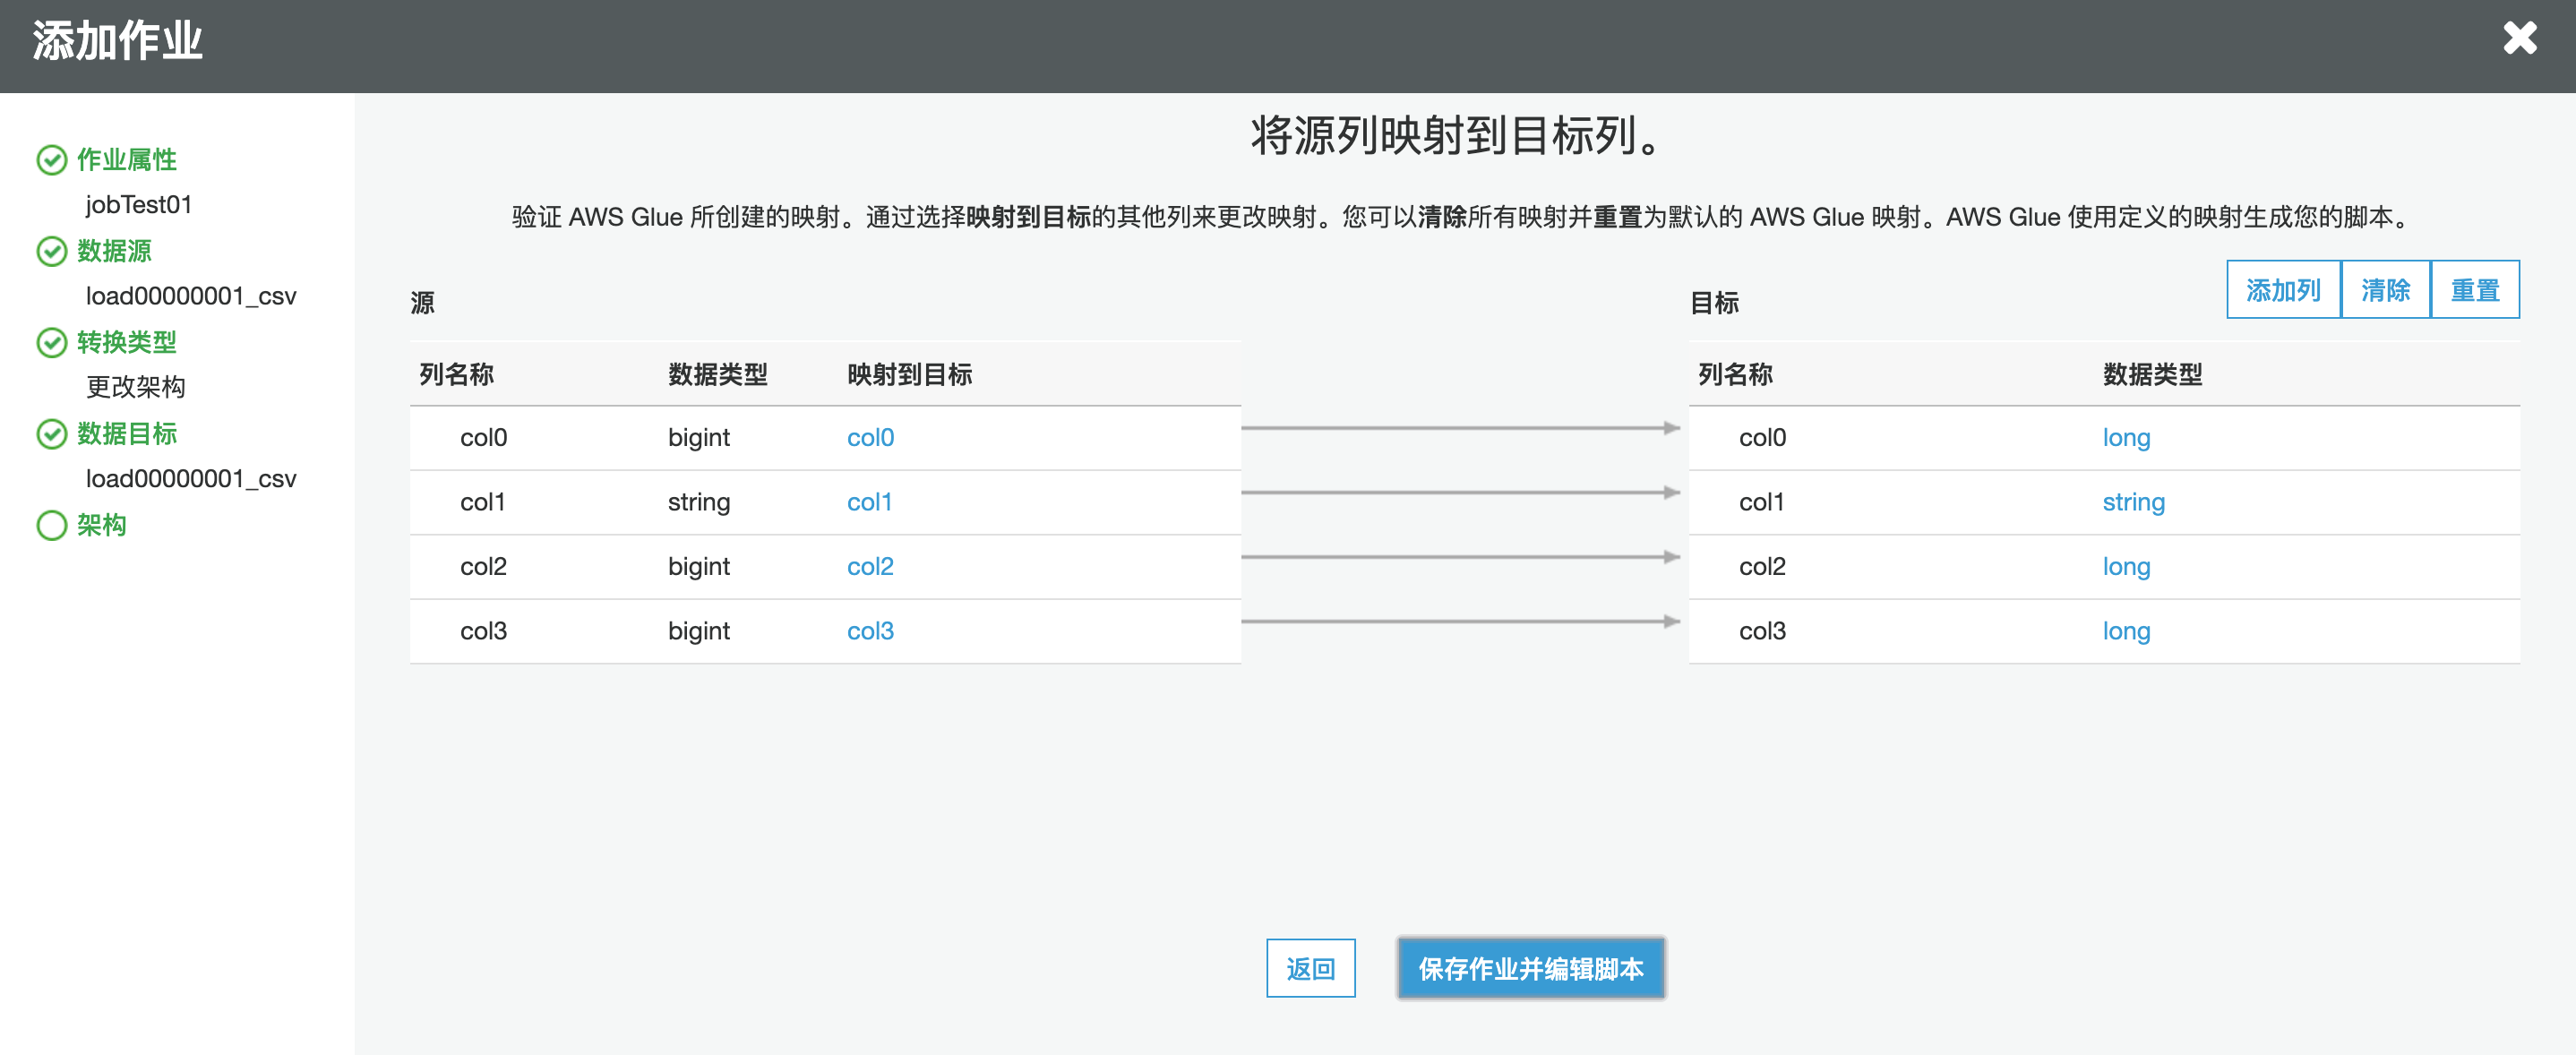 添加作业
作业属性
jobTest01
数据源
load00000001_csv
转换类型
更改架构
数据目标
load00000001_csv
架构
将源列映射到目标列。
验证 AWS Glue 所创建的映射。通过选择映射到目标的其他列来更改映射。您可以清除所有映射并重置为默认的 AWS Glue 映射。AWS Glue 使用定义的映射生成您的脚本。
添加列 清除 重置
源
列名称 数据类型 映射到目标
col0 bigint col0
col1 string col1
col2 bigint col2
col3 bigint col3
目标
列名称 数据类型
col0 long
col1 string
col2 long
col3 long
返回 保存作业并编辑脚本